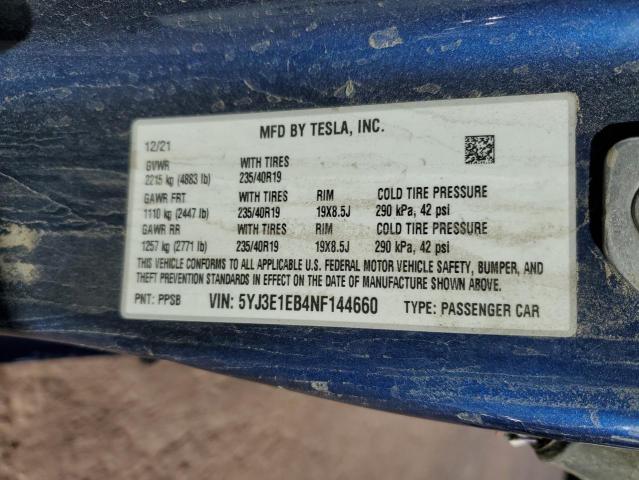 MFD BY TESLA, INC.
12/21
GVWR WITH TIRES
2215 kg (4883 lb) 235/40R19
GAWR FRT WITH TIRES RIM COLD TIRE PRESSURE
1110 kg (2447 lb) 235/40R19 19X8.5J 290 kPa, 42 psi
GAWR RR WITH TIRES RIM COLD TIRE PRESSURE
1257 kg (2771 lb) 235/40R19 19X8.5J 290 kPa, 42 psi
THIS VEHICLE CONFORMS TO ALL APPLICABLE U.S. FEDERAL MOTOR VEHICLE SAFETY, BUMPER, AND
THEFT PREVENTION STANDARDS IN EFFECT ON THE DATE OF MANUFACTURE SHOWN ABOVE.
PNT: PPSB VIN: 5YJ3E1EB4NF144660 TYPE: PASSENGER CAR